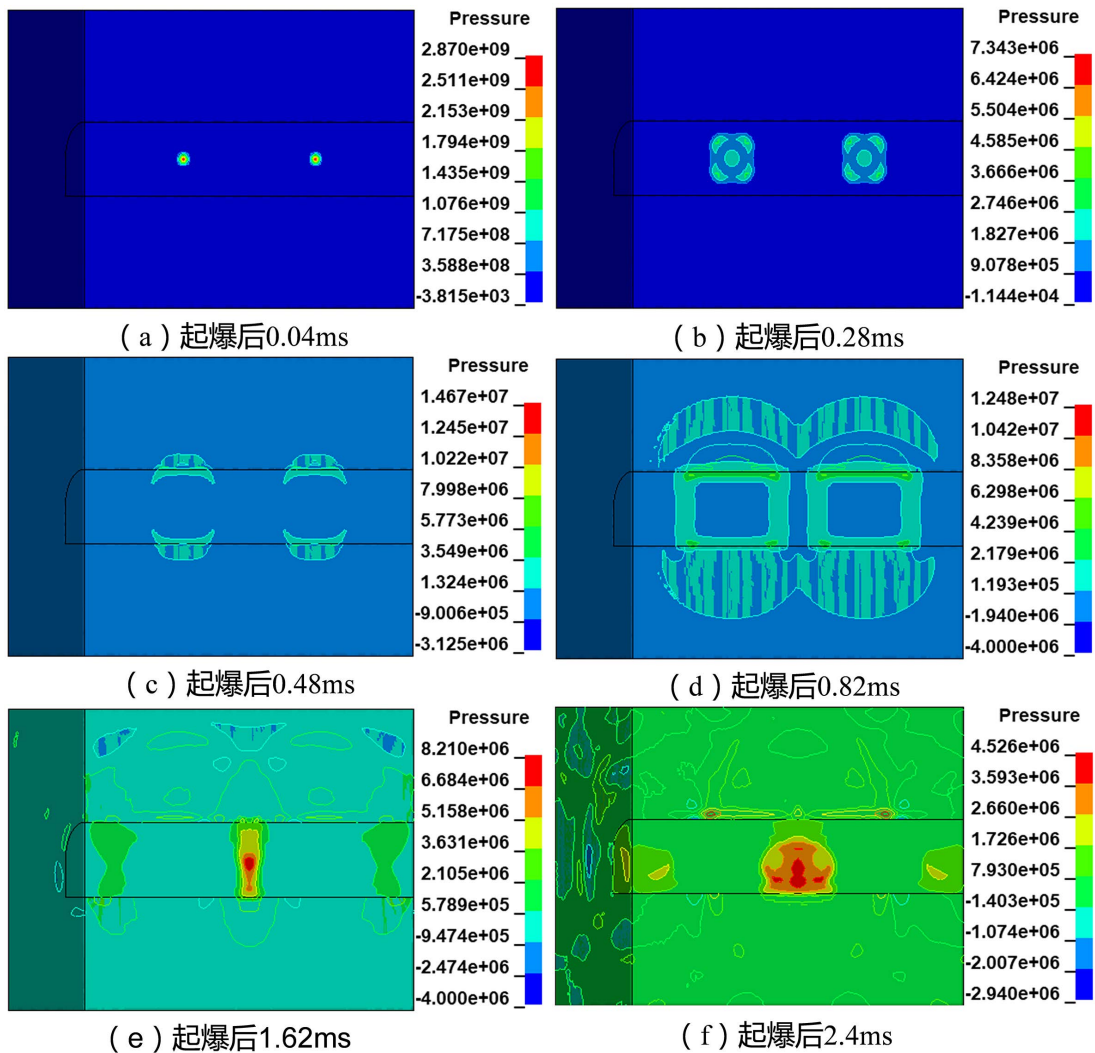 Pressure
2.870e+09
2.511e+09
2.153e+09
1.794e+09
1.435e+09
1.076e+09
7.175e+08
3.588e+08
-3.815e+03
(a)起爆后0.04ms
Pressure
7.343e+06
6.424e+06
5.504e+06
4.585e+06
3.666e+06
2.746e+06
1.827e+06
9.078e+05
-1.144e+04
(b)起爆后0.28ms
Pressure
1.467e+07
1.245e+07
1.022e+07
7.998e+06
5.773e+06
3.549e+06
1.324e+06
-9.006e+05
-3.125e+06
(c)起爆后0.48ms
Pressure
1.248e+07
1.042e+07
8.358e+06
6.298e+06
4.239e+06
2.179e+06
1.193e+05
-1.940e+06
-4.000e+06
(d)起爆后0.82ms
Pressure
8.210e+06
6.684e+06
5.158e+06
3.631e+06
2.105e+06
5.789e+05
-9.474e+05
-2.474e+06
-4.000e+06
(e)起爆后1.62ms
Pressure
4.526e+06
3.593e+06
2.660e+06
1.726e+06
7.930e+05
-1.403e+05
-1.074e+06
-2.007e+06
-2.940e+06
(f)起爆后2.4ms